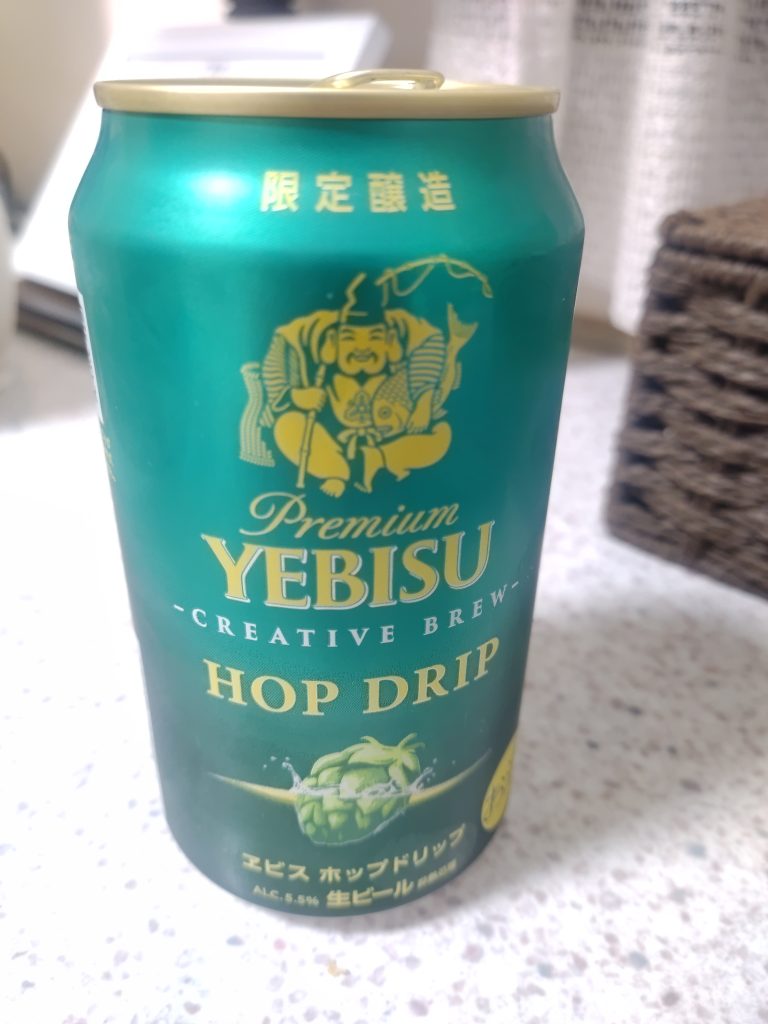 限定醸造
Premium
YEBISU
-CREATIVE BREW-
HOP DRIP
ヱビス ホップドリップ
ALC.5.5% 生ビール